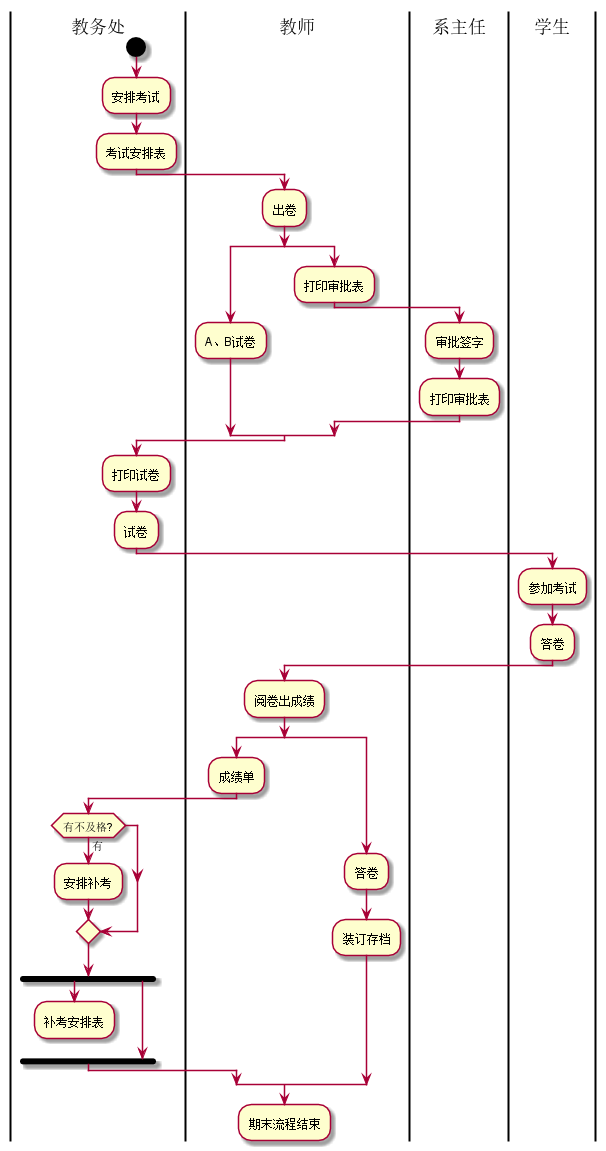 教务处
教师
系主任
学生
安排考试
考试安排表
出卷
打印审批表
A、B试卷
审批签字
打印审批表
打印试卷
试卷
参加考试
答卷
阅卷出成绩
成绩单
有不及格?
有
安排补考
答卷
装订存档
补考安排表
期末流程结束